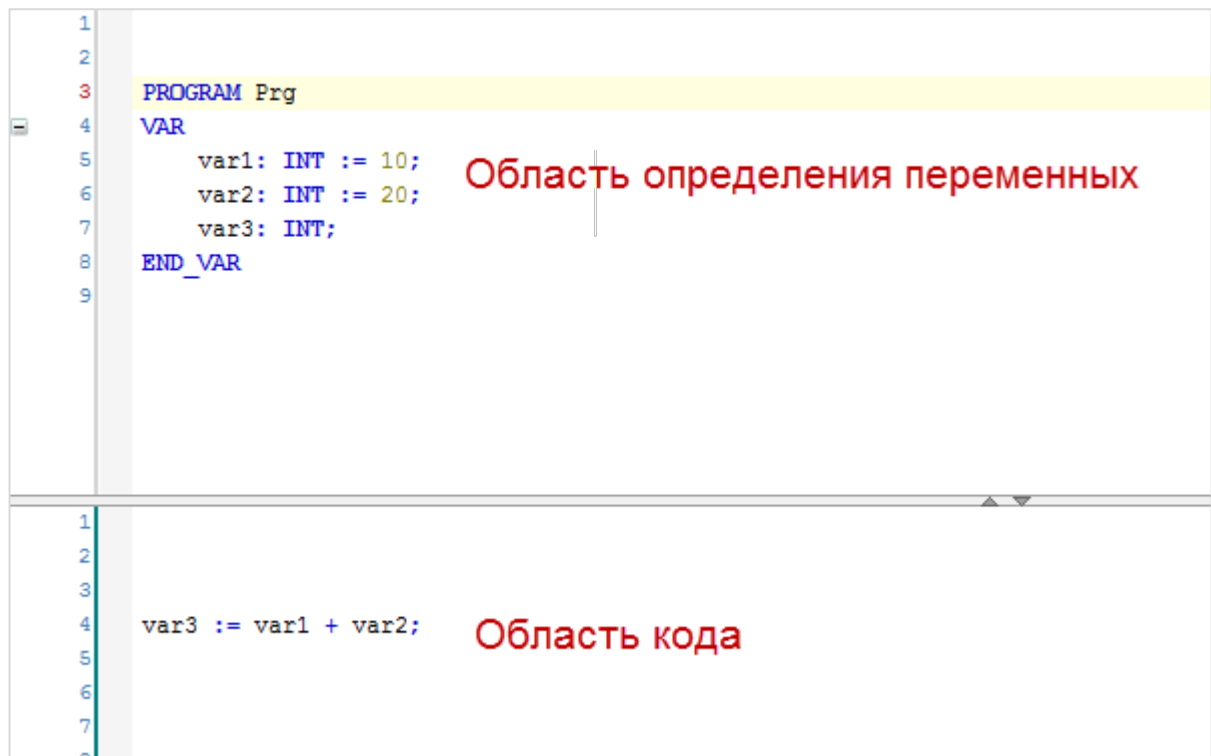 1
2
3 PROGRAM Prg
4 VAR
5 var1: INT := 10;
Область определения переменных
6 var2: INT := 20;
7 var3: INT;
8 END_VAR
9
1
2
3
4 var3 := var1 + var2; Область кода
5
6
7